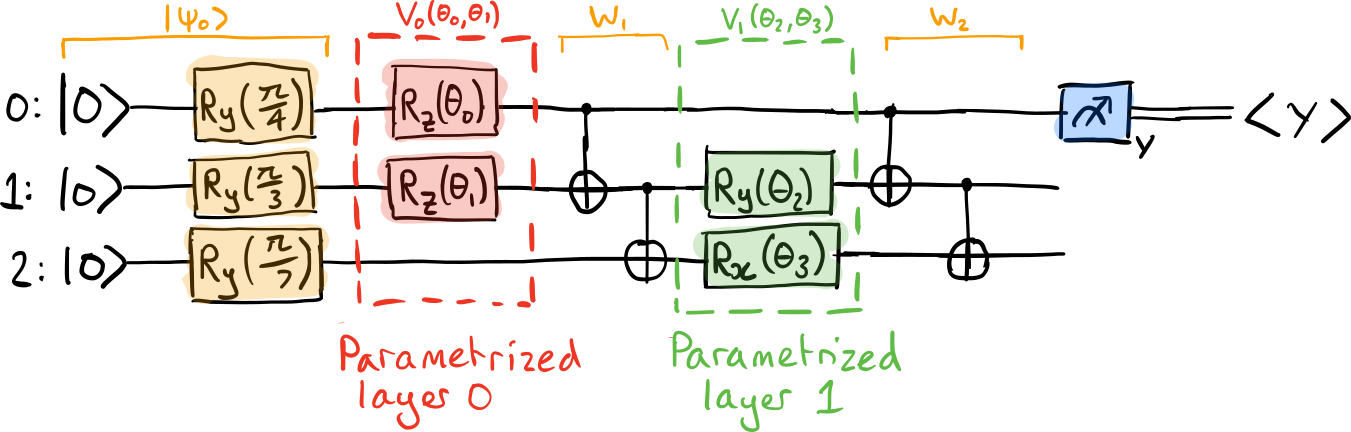 |ψ₀⟩ V₀(θ₀,θ₁) W₁ V₁(θ₂,θ₃) W₂
0: |0⟩ Ry(π/4) Rz(θ₀) Y ⟨Y⟩
1: |0⟩ Ry(π/3) Rz(θ₁) Ry(θ₂)
2: |0⟩ Ry(π/7) Rx(θ₃)
Parametrized layer 0
Parametrized layer 1